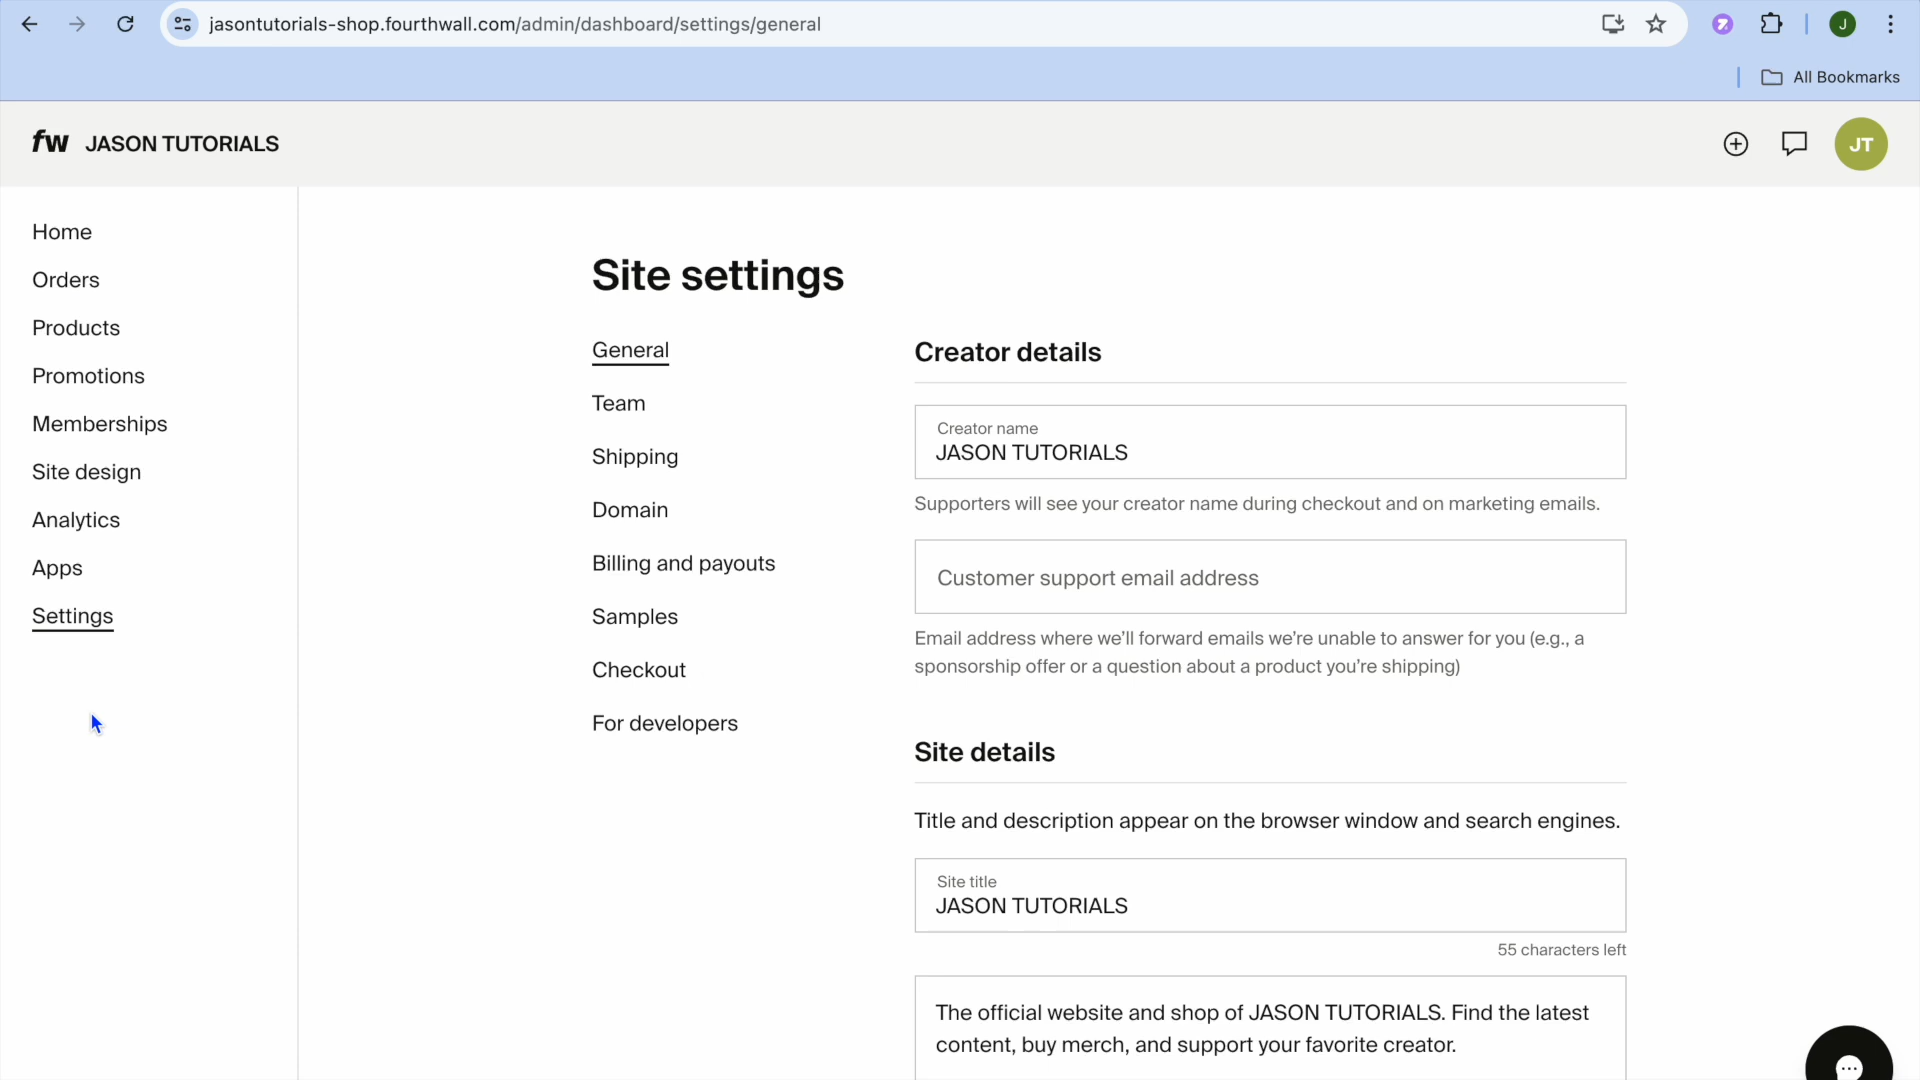 jasontutorials-shop.fourthwall.com/admin/dashboard/settings/general
J
All Bookmarks
fw JASON TUTORIALS
JT
Home
Orders
Products
Promotions
Memberships
Site design
Analytics
Apps
Settings
Site settings
General
Team
Shipping
Domain
Billing and payouts
Samples
Checkout
For developers
Creator details
Creator name
JASON TUTORIALS
Supporters will see your creator name during checkout and on marketing emails.
Customer support email address
Email address where we’ll forward emails we’re unable to answer for you (e.g., a
sponsorship offer or a question about a product you’re shipping)
Site details
Title and description appear on the browser window and search engines.
Site title
JASON TUTORIALS
55 characters left
The official website and shop of JASON TUTORIALS. Find the latest
content, buy merch, and support your favorite creator.